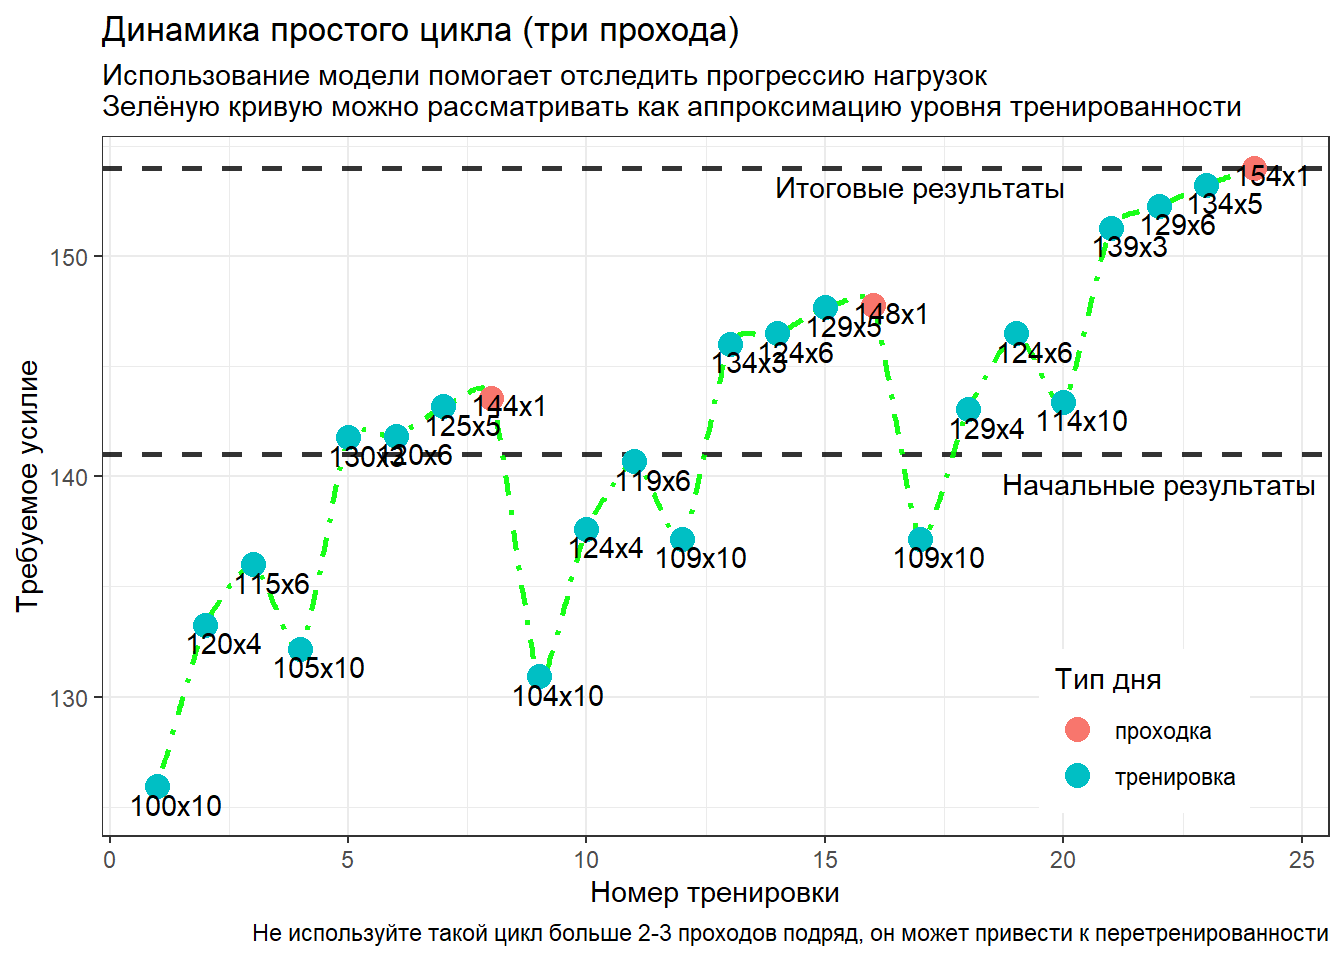 Динамика простого цикла (три прохода)
Использование модели помогает отследить прогрессию нагрузок
Зелёную кривую можно рассматривать как аппроксимацию уровня тренированности
Требуемое усилие
150
140
130
Итоговые результаты
Начальные результаты
100x10
120x4
115x6
105x10
130x3
120x6
125x5
144x1
104x10
124x4
119x6
109x10
134x3
124x6
129x5
148x1
109x10
129x4
124x6
114x10
139x3
129x6
134x5
154x1
Тип дня
проходка
тренировка
0
5
10
15
20
25
Номер тренировки
Не используйте такой цикл больше 2-3 проходов подряд, он может привести к перетренированности